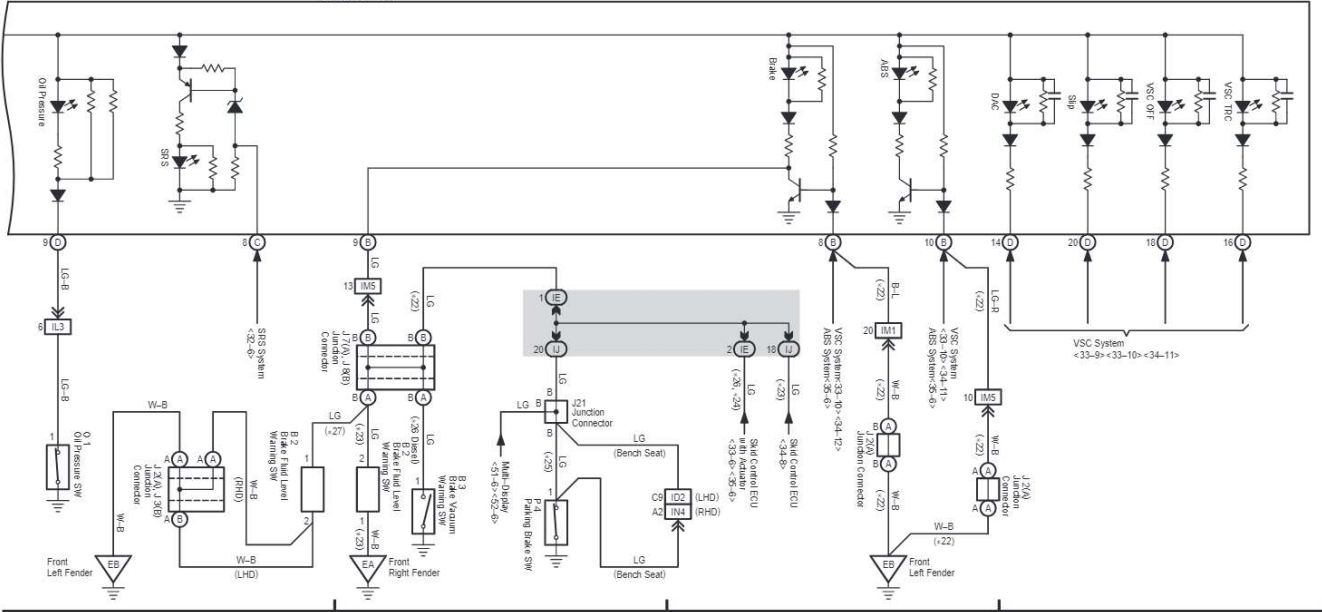 Oil Pressure
SRS
Brake
ABS
DAC
Slip
VSC OFF
VSC TRC
9 D
8 C
9 B
8 B
10 B
14 D
20 D
18 D
16 D
LG-B
6 IL3
LG-B
1
O 1
Oil Pressure SW
SRS System
<32-6>
LG
13 IM5
LG
B B
J 7(A), J 8(B)
Junction
Connector
A A
LG
(*22)
1 IE
20 IJ
2 IE
18 IJ
LG
(*26, *24)
Skid Control ECU
with Actuator
<33-6><35-6>
LG
(*23)
Skid Control ECU
<34-8>
LG
B
B
B
J21
Junction
Connector
LG
Multi-Display
<51-6><52-6>
LG
(*25)
1
P 4
Parking Brake SW
LG
(Bench Seat)
C9 ID2 (LHD)
A2 IN4 (RHD)
LG
(Bench Seat)
LG
(*27)
LG
(*23)
2
B 2
Brake Fluid Level
Warning SW
1
W-B
(*23)
EA
Front
Right Fender
LG
(*26 Diesel)
1
B 3
Brake Vacuum
Warning SW
B 2
Brake Fluid Level
Warning SW
1
2
W-B
A A
J 2(A), J 3(B)
Junction
Connector
A B
W-B
(RHD)
W-B
(LHD)
W-B
Front
Left Fender
EB
VSC System<33-10><34-12>
ABS System<35-6>
B-L
(*22)
20 IM1
W-B
(*22)
B A
J 2(A)
Junction Connector
B A
W-B
(*22)
EB
Front
Left Fender
VSC System
<33-10><34-11>
ABS System<35-6>
LG-R
(*22)
10 IM5
W-B
(*22)
A A
J 2(A)
Junction
Connector
A A
W-B
(*22)
VSC System
<33-9><33-10><34-11>